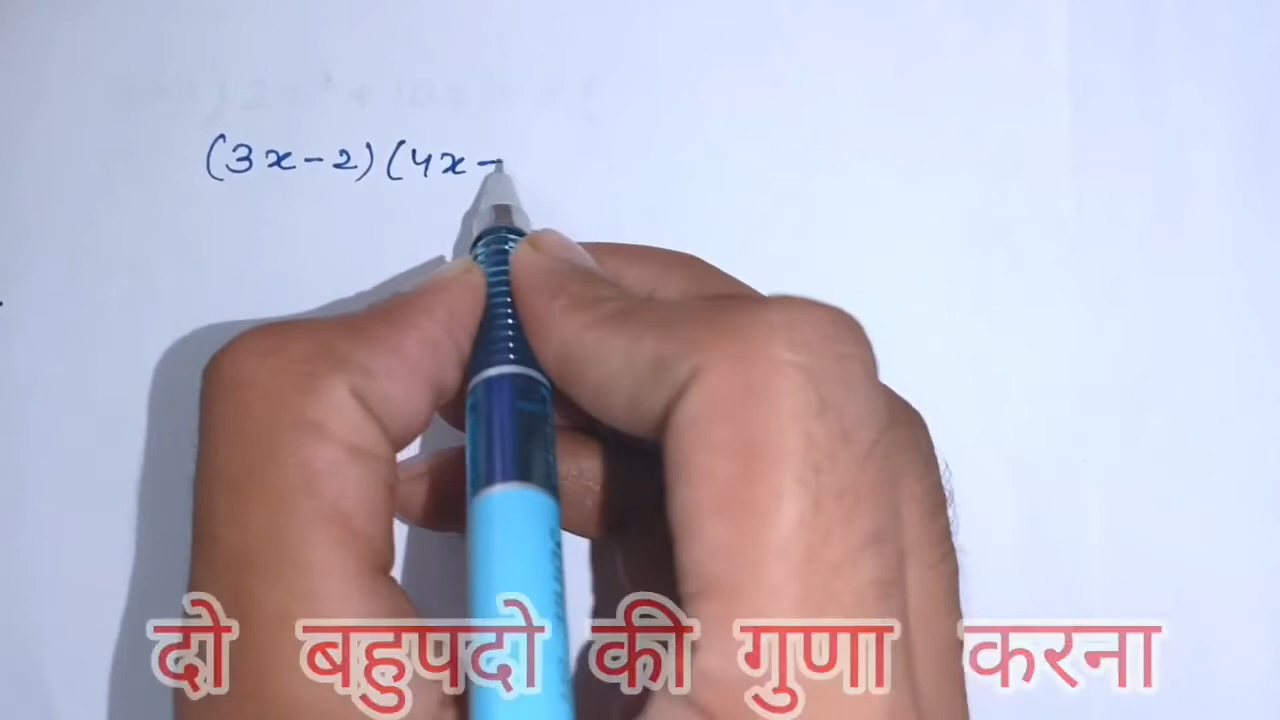 (3x-2)(4x-
दो बहुपदो की गुणा करना